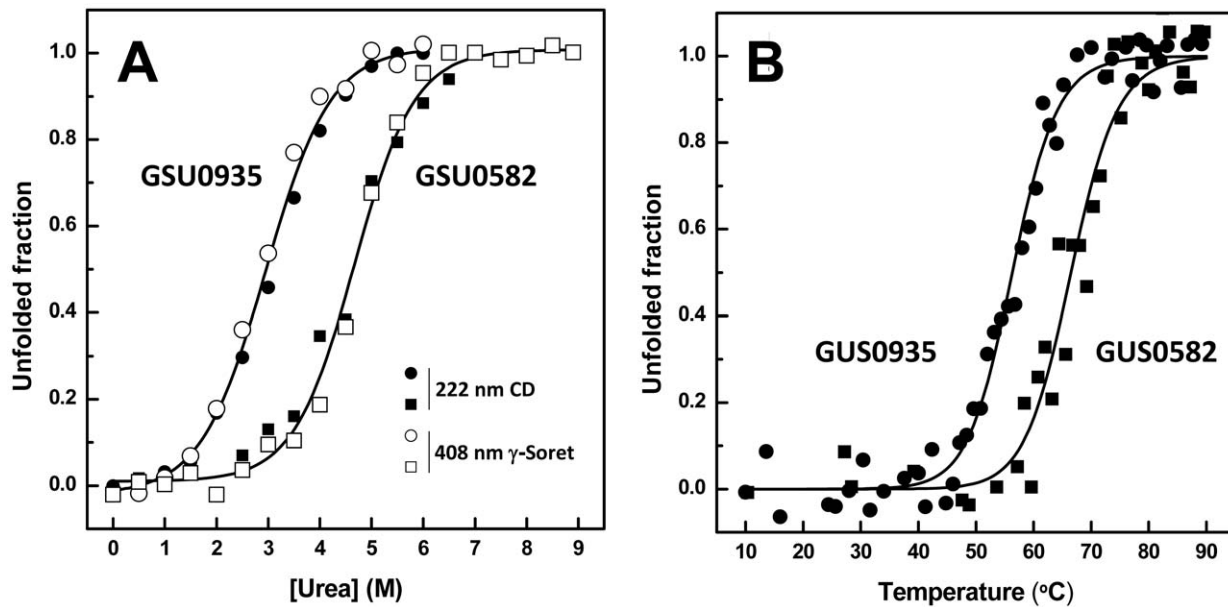 A
Unfolded fraction
1.0
0.8
0.6
0.4
0.2
0.0
GSU0935
GSU0582
222 nm CD
408 nm γ-Soret
0 1 2 3 4 5 6 7 8 9
[Urea] (M)
B
Unfolded fraction
1.0
0.8
0.6
0.4
0.2
0.0
GUS0935
GUS0582
10 20 30 40 50 60 70 80 90
Temperature (ºC)